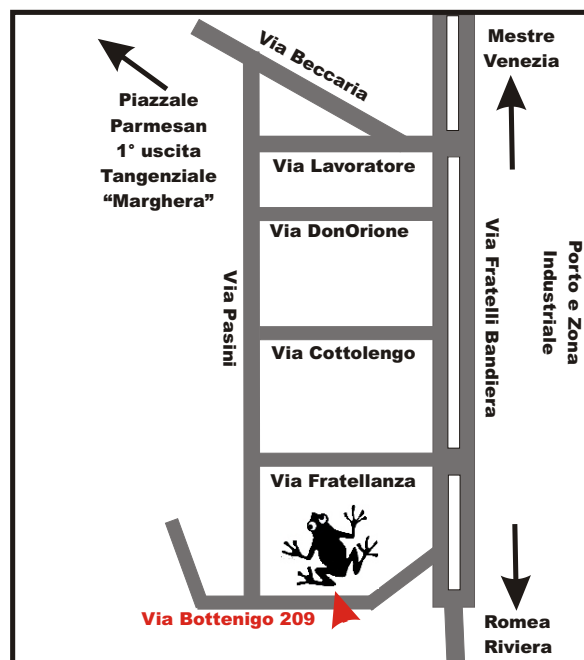 Via Beccaria
Mestre
Venezia
Piazzale
Parmesan
1° uscita
Tangenziale
“Marghera”
Via Lavoratore
Via DonOrione
Via Pasini
Via Fratelli Bandiera
Porto e Zona
Industriale
Via Cottolengo
Via Fratellanza
Via Bottenigo 209
Romea
Riviera